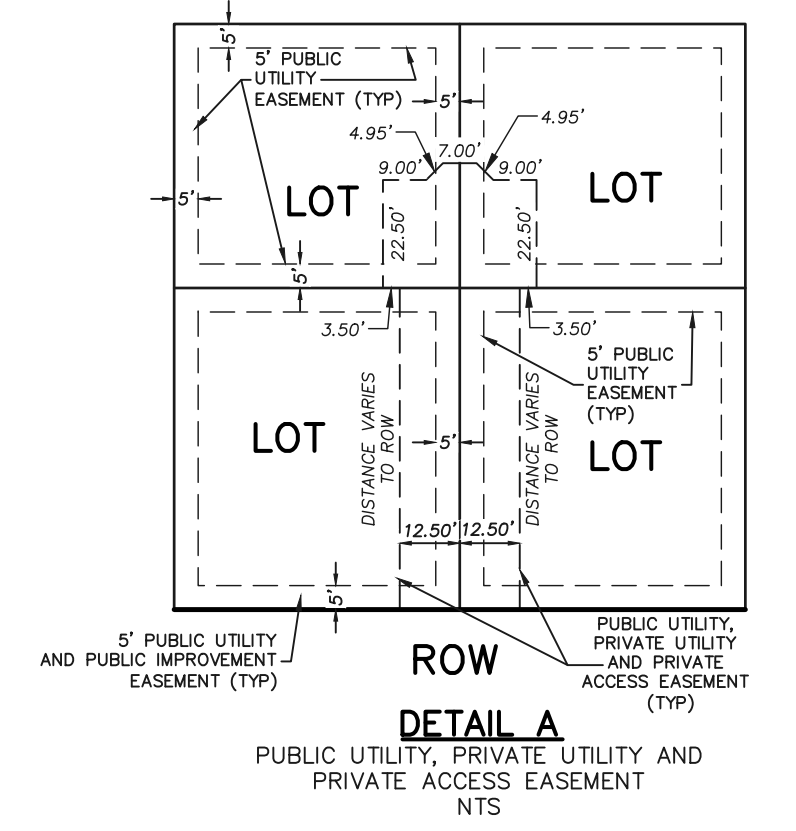 5'
5' PUBLIC
UTILITY
EASEMENT (TYP)
5'
4.95'
4.95'
7.00'
9.00'
9.00'
5'
LOT
LOT
22.50'
22.50'
5'
3.50'
3.50'
5' PUBLIC
UTILITY
EASEMENT
(TYP)
DISTANCE VARIES
TO ROW
DISTANCE VARIES
TO ROW
LOT
5'
LOT
12.50'
12.50'
5'
5' PUBLIC UTILITY
AND PUBLIC IMPROVEMENT
EASEMENT (TYP)
ROW
PUBLIC UTILITY,
PRIVATE UTILITY
AND PRIVATE
ACCESS EASEMENT
(TYP)
DETAIL A
PUBLIC UTILITY, PRIVATE UTILITY AND
PRIVATE ACCESS EASEMENT
NTS